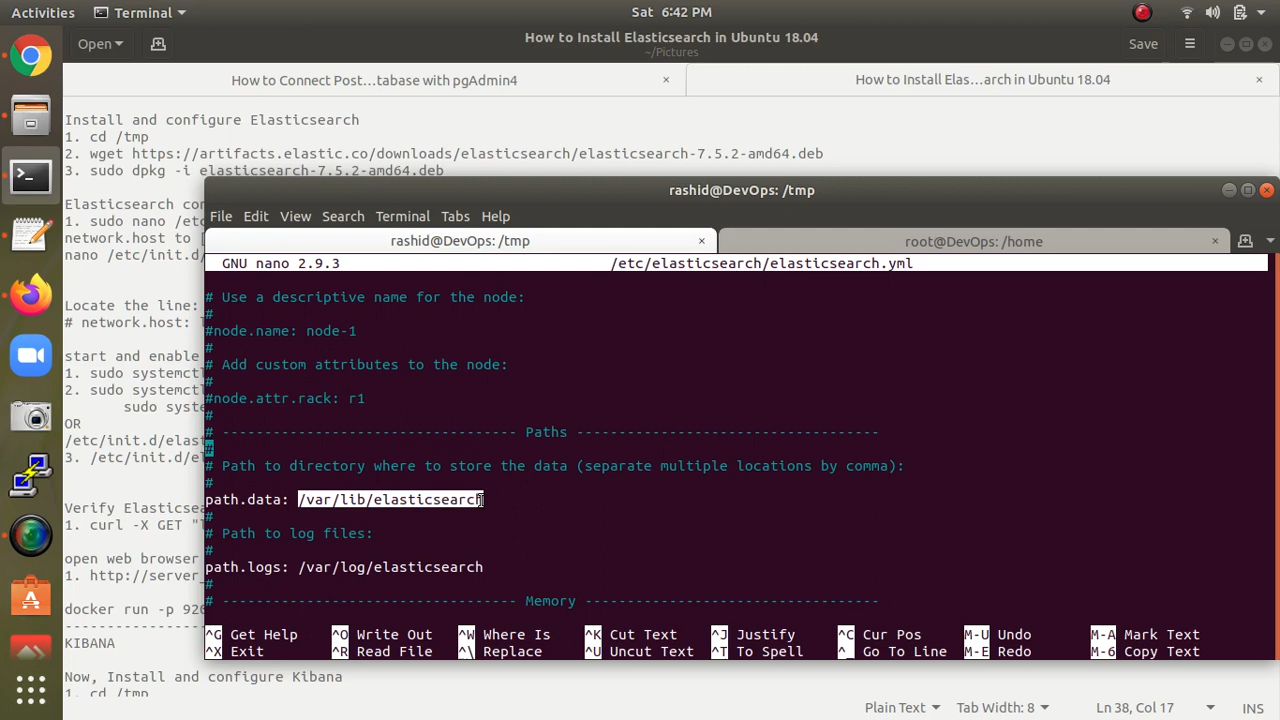 Activities
Terminal
Sat 6:42 PM
Open
How to Install Elasticsearch in Ubuntu 18.04
~/Pictures
Save
How to Connect Post…tabase with pgAdmin4 ×
How to Install Elas…arch in Ubuntu 18.04 ×
Install and configure Elasticsearch
1. cd /tmp
2. wget https://artifacts.elastic.co/downloads/elasticsearch/elasticsearch-7.5.2-amd64.deb
3. sudo dpkg -i elasticsearch-7.5.2-amd64.deb
Elasticsearch con
1. sudo nano /etc
network.host to
nano /etc/init.d/
Locate the line:
# network.host:
start and enable
1. sudo systemctl
2. sudo systemctl
sudo syste
OR
/etc/init.d/elast
3. /etc/init.d/el
Verify Elasticsea
1. curl -X GET "l
open web browser
1. http://server_
docker run -p 920
KIBANA
Now, Install and configure Kibana
1. cd /tmp
rashid@DevOps: /tmp
File Edit View Search Terminal Tabs Help
rashid@DevOps: /tmp ×
root@DevOps: /home ×
GNU nano 2.9.3 /etc/elasticsearch/elasticsearch.yml
# Use a descriptive name for the node:
#
#node.name: node-1
#
# Add custom attributes to the node:
#
#node.attr.rack: r1
#
# ---------------------------------- Paths ------------------------------------
#
# Path to directory where to store the data (separate multiple locations by comma):
#
path.data: /var/lib/elasticsearch
#
# Path to log files:
#
path.logs: /var/log/elasticsearch
#
# ---------------------------------- Memory -----------------------------------
^G Get Help ^O Write Out ^W Where Is ^K Cut Text ^J Justify ^C Cur Pos M-U Undo M-A Mark Text
^X Exit ^R Read File ^\ Replace ^U Uncut Text ^T To Spell ^_ Go To Line M-E Redo M-6 Copy Text
Plain Text
Tab Width: 8
Ln 38, Col 17
INS